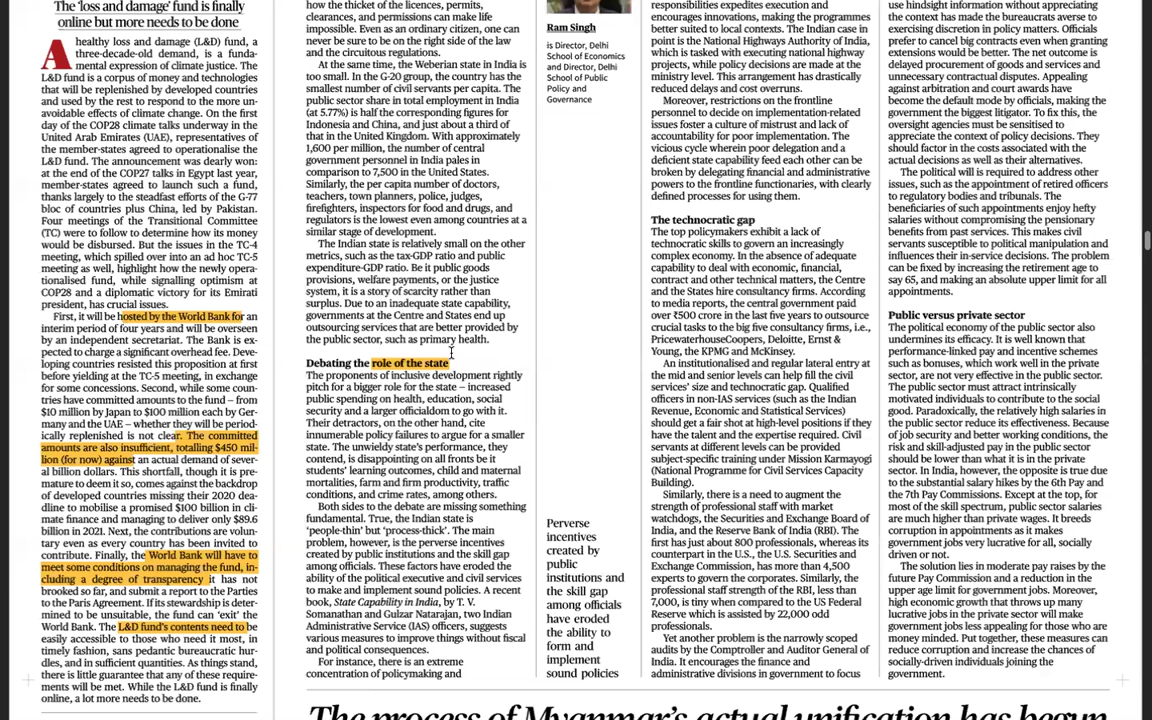 The 'loss and damage' fund is finally
online but more needs to be done
A healthy loss and damage (L&D) fund, a
three-decade-old demand, is a funda-
mental expression of climate justice. The
L&D fund is a corpus of money and technologies
that will be replenished by developed countries
and used by the rest to respond to the more un-
avoidable effects of climate change. On the first
day of the COP28 climate talks underway in the
United Arab Emirates (UAE), representatives of
the member-states agreed to operationalise the
L&D fund. The announcement was dearly won:
at the end of the COP27 talks in Egypt last year,
member-states agreed to launch such a fund,
thanks largely to the steadfast efforts of the G-77
bloc of countries plus China, led by Pakistan.
Four meetings of the Transitional Committee
(TC) were to follow to determine how its money
would be disbursed. But the issues in the TC-4
meeting, which spilled over into an ad hoc TC-5
meeting as well, highlight how the newly opera-
tionalised fund, while signalling optimism at
COP28 and a diplomatic victory for its Emirati
president, has crucial issues.
First, it will be hosted by the World Bank for an
interim period of four years and will be overseen
by an independent secretariat. The Bank is ex-
pected to charge a significant overhead fee. Deve-
loping countries resisted this proposition at first
before yielding at the TC-5 meeting, in exchange
for some concessions. Second, while some coun-
tries have committed amounts to the fund – from
$10 million by Japan to $100 million each by Ger-
many and the UAE – whether they will be period-
ically replenished is not clear. The committed
amounts are also insufficient, totalling $450 mil-
lion (for now) against an actual demand of sever-
al billion dollars. This shortfall, though it is pre-
mature to deem it so, comes against the backdrop
of developed countries missing their 2020 dea-
dline to mobilise a promised $100 billion in cli-
mate finance and managing to deliver only $89.6
billion in 2021. Next, the contributions are volun-
tary even as every country has been invited to
contribute. Finally, the World Bank will have to
meet some conditions on managing the fund, in-
cluding a degree of transparency it has not
brooked so far, and submit a report to the Parties
to the Paris Agreement. If its stewardship is deter-
mined to be unsuitable, the fund can 'exit' the
World Bank. The L&D fund's contents need to be
easily accessible to those who need it most, in
timely fashion, sans pedantic bureaucratic hur-
dles, and in sufficient quantities. As things stand,
there is little guarantee that any of these require-
ments will be met. While the L&D fund is finally
online, a lot more needs to be done.
how the thicket of the licences, permits,
clearances, and permissions can make life
impossible. Even as an ordinary citizen, one can
never be sure to be on the right side of the law
and the circuitous regulations.
At the same time, the Weberian state in India is
too small. In the G-20 group, the country has the
smallest number of civil servants per capita. The
public sector share in total employment in India
(at 5.77%) is half the corresponding figures for
Indonesia and China, and just about a third of
that in the United Kingdom. With approximately
1,600 per million, the number of central
government personnel in India pales in
comparison to 7,500 in the United States.
Similarly, the per capita number of doctors,
teachers, town planners, police, judges,
firefighters, inspectors for food and drugs, and
regulators is the lowest even among countries at a
similar stage of development.
The Indian state is relatively small on the other
metrics, such as the tax-GDP ratio and public
expenditure-GDP ratio. Be it public goods
provisions, welfare payments, or the justice
system, it is a story of scarcity rather than
surplus. Due to an inadequate state capability,
governments at the Centre and States end up
outsourcing services that are better provided by
the public sector, such as primary health.
Debating the role of the state
The proponents of inclusive development rightly
pitch for a bigger role for the state – increased
public spending on health, education, social
security and a larger officialdom to go with it.
Their detractors, on the other hand, cite
innumerable policy failures to argue for a smaller
state. The unwieldy state's performance, they
contend, is disappointing on all fronts be it
students' learning outcomes, child and maternal
mortalities, farm and firm productivity, traffic
conditions, and crime rates, among others.
Both sides to the debate are missing something
fundamental. True, the Indian state is
'people-thin' but 'process-thick'. The main
problem, however, is the perverse incentives
created by public institutions and the skill gap
among officials. These factors have eroded the
ability of the political executive and civil services
to make and implement sound policies. A recent
book, State Capability in India, by T. V.
Somanathan and Gulzar Natarajan, two Indian
Administrative Service (IAS) officers, suggests
various measures to improve things without fiscal
and political consequences.
For instance, there is an extreme
concentration of policymaking and
Ram Singh
is Director, Delhi
School of Economics
and Director, Delhi
School of Public
Policy and
Governance
Perverse
incentives
created by
public
institutions and
the skill gap
among officials
have eroded
the ability to
form and
implement
sound policies
responsibilities expedites execution and
encourages innovations, making the programmes
better suited to local contexts. The Indian case in
point is the National Highways Authority of India,
which is tasked with executing national highway
projects, while policy decisions are made at the
ministry level. This arrangement has drastically
reduced delays and cost overruns.
Moreover, restrictions on the frontline
personnel to decide on implementation-related
issues foster a culture of mistrust and lack of
accountability for poor implementation. The
vicious cycle wherein poor delegation and a
deficient state capability feed each other can be
broken by delegating financial and administrative
powers to the frontline functionaries, with clearly
defined processes for using them.
The technocratic gap
The top policymakers exhibit a lack of
technocratic skills to govern an increasingly
complex economy. In the absence of adequate
capability to deal with economic, financial,
contract and other technical matters, the Centre
and the States hire consultancy firms. According
to media reports, the central government paid
over ₹500 crore in the last five years to outsource
crucial tasks to the big five consultancy firms, i.e.,
PricewaterhouseCoopers, Deloitte, Ernst &
Young, the KPMG and McKinsey.
An institutionalised and regular lateral entry at
the mid and senior levels can help fill the civil
services' size and technocratic gap. Qualified
officers in non-IAS services (such as the Indian
Revenue, Economic and Statistical Services)
should get a fair shot at high-level positions if they
have the talent and the expertise required. Civil
servants at different levels can be provided
subject-specific training under Mission Karmayogi
(National Programme for Civil Services Capacity
Building).
Similarly, there is a need to augment the
strength of professional staff with market
watchdogs, the Securities and Exchange Board of
India, and the Reserve Bank of India (RBI). The
first has just about 800 professionals, whereas its
counterpart in the U.S., the U.S. Securities and
Exchange Commission, has more than 4,500
experts to govern the corporates. Similarly, the
professional staff strength of the RBI, less than
7,000, is tiny when compared to the US Federal
Reserve which is assisted by 22,000 odd
professionals.
Yet another problem is the narrowly scoped
audits by the Comptroller and Auditor General of
India. It encourages the finance and
administrative divisions in government to focus
use hindsight information without appreciating
the context has made the bureaucrats averse to
exercising discretion in policy matters. Officials
prefer to cancel big contracts even when granting
extensions would be better. The net outcome is
delayed procurement of goods and services and
unnecessary contractual disputes. Appealing
against arbitration and court awards have
become the default mode by officials, making the
government the biggest litigator. To fix this, the
oversight agencies must be sensitised to
appreciate the context of policy decisions. They
should factor in the costs associated with the
actual decisions as well as their alternatives.
The political will is required to address other
issues, such as the appointment of retired officers
to regulatory bodies and tribunals. The
beneficiaries of such appointments enjoy hefty
salaries without compromising the pensionary
benefits from past services. This makes civil
servants susceptible to political manipulation and
influences their in-service decisions. The problem
can be fixed by increasing the retirement age to
say 65, and making an absolute upper limit for all
appointments.
Public versus private sector
The political economy of the public sector also
undermines its efficacy. It is well known that
performance-linked pay and incentive schemes
such as bonuses, which work well in the private
sector, are not very effective in the public sector.
The public sector must attract intrinsically
motivated individuals to contribute to the social
good. Paradoxically, the relatively high salaries in
the public sector reduce its effectiveness. Because
of job security and better working conditions, the
risk and skill-adjusted pay in the public sector
should be lower than what it is in the private
sector. In India, however, the opposite is true due
to the substantial salary hikes by the 6th Pay and
the 7th Pay Commissions. Except at the top, for
most of the skill spectrum, public sector salaries
are much higher than private wages. It breeds
corruption in appointments as it makes
government jobs very lucrative for all, socially
driven or not.
The solution lies in moderate pay raises by the
future Pay Commission and a reduction in the
upper age limit for government jobs. Moreover,
high economic growth that throws up many
lucrative jobs in the private sector will make
government jobs less appealing for those who are
money minded. Put together, these measures can
reduce corruption and increase the chances of
socially-driven individuals joining the
government.
The process of Myanmar's actual unification has begun